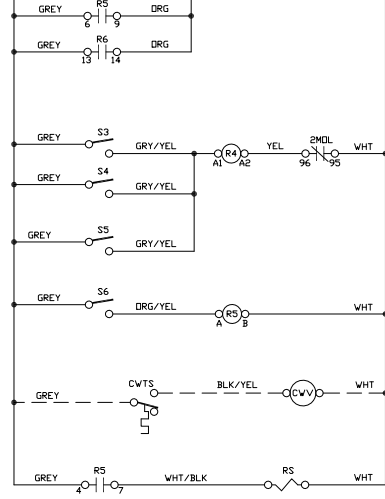 GREY R5 ORG
6 9
GREY R6 ORG
13 14
GREY S3 GRY/YEL R4 YEL 2MOL WHT
A1 A2 96 95
GREY S4 GRY/YEL
GREY S5 GRY/YEL
GREY S6 ORG/YEL R5 WHT
A B
GREY CWTS BLK/YEL CWV WHT
GREY R5 WHT/BLK RS WHT
4 7